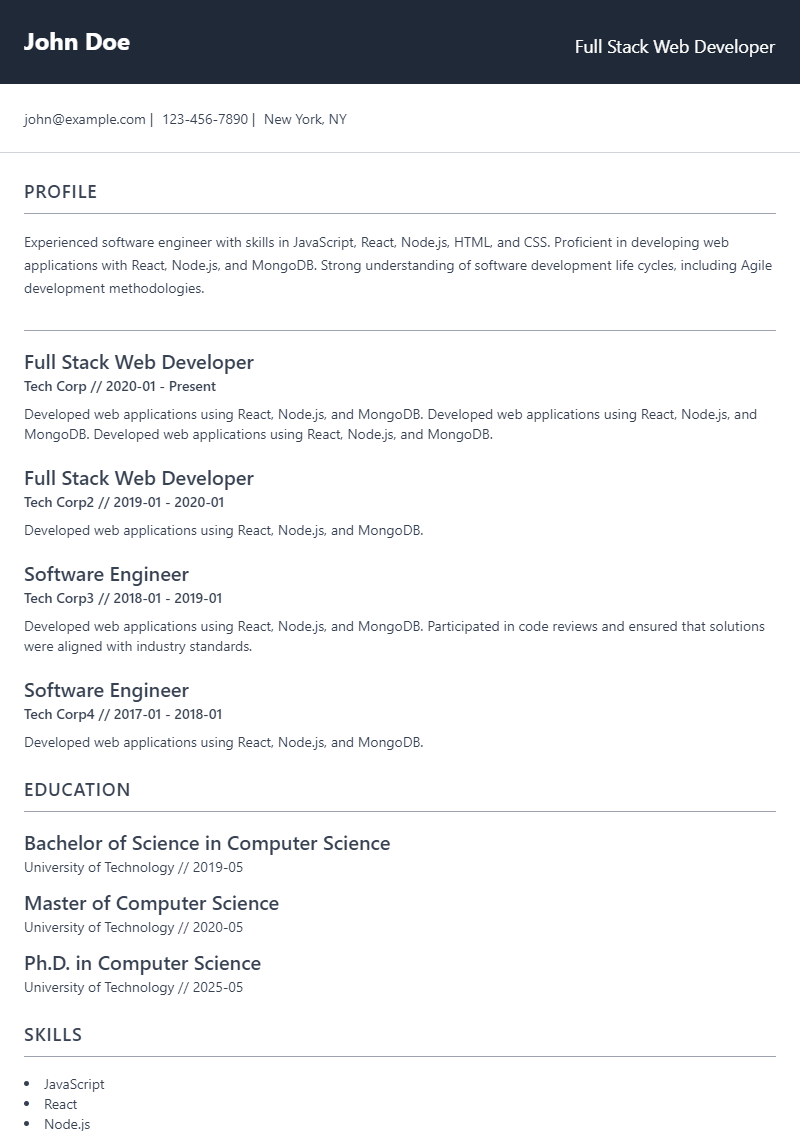 John Doe
Full Stack Web Developer
john@example.com | 123-456-7890 | New York, NY
PROFILE
Experienced software engineer with skills in JavaScript, React, Node.js, HTML, and CSS. Proficient in developing web
applications with React, Node.js, and MongoDB. Strong understanding of software development life cycles, including Agile
development methodologies.
Full Stack Web Developer
Tech Corp // 2020-01 - Present
Developed web applications using React, Node.js, and MongoDB. Developed web applications using React, Node.js, and
MongoDB. Developed web applications using React, Node.js, and MongoDB.
Full Stack Web Developer
Tech Corp2 // 2019-01 - 2020-01
Developed web applications using React, Node.js, and MongoDB.
Software Engineer
Tech Corp3 // 2018-01 - 2019-01
Developed web applications using React, Node.js, and MongoDB. Participated in code reviews and ensured that solutions
were aligned with industry standards.
Software Engineer
Tech Corp4 // 2017-01 - 2018-01
Developed web applications using React, Node.js, and MongoDB.
EDUCATION
Bachelor of Science in Computer Science
University of Technology // 2019-05
Master of Computer Science
University of Technology // 2020-05
Ph.D. in Computer Science
University of Technology // 2025-05
SKILLS
• JavaScript
• React
• Node.js